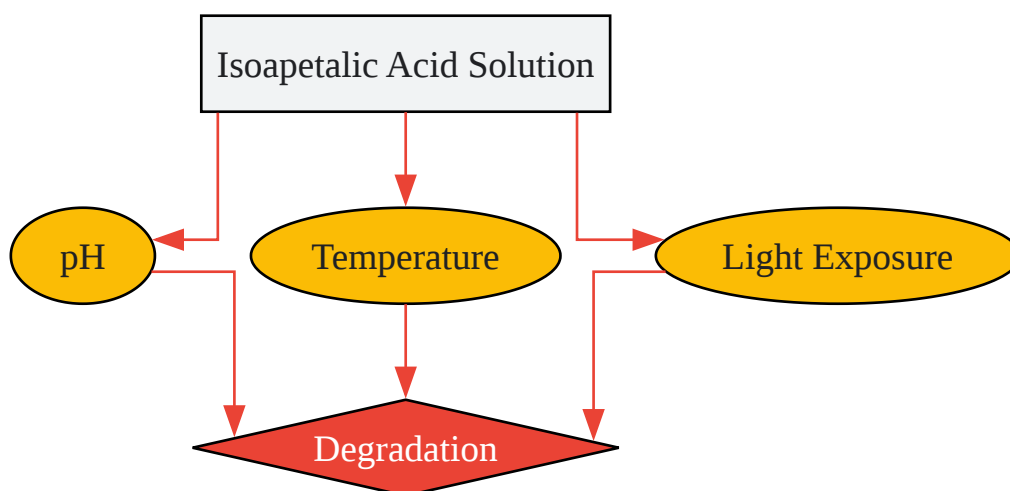 Isoapetalic Acid Solution
pH
Temperature
Light Exposure
Degradation